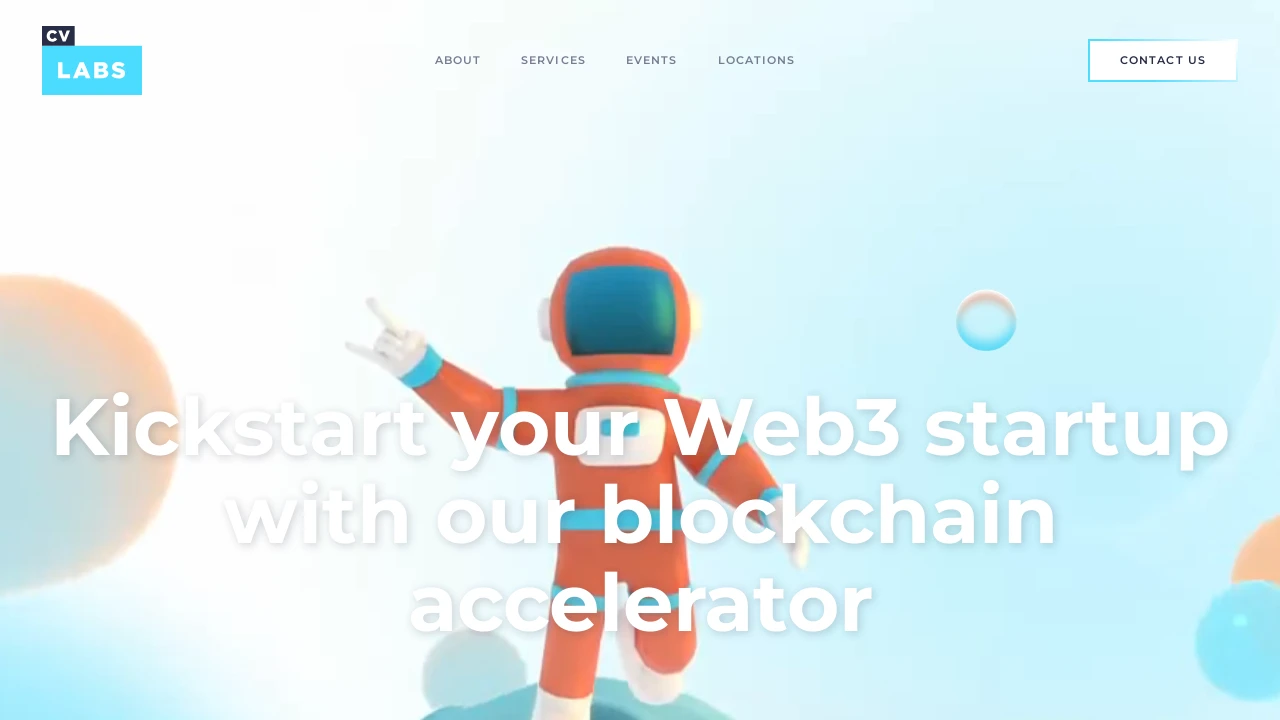 CV
LABS
ABOUT SERVICES EVENTS LOCATIONS
CONTACT US
Kickstart your Web3 startup
with our blockchain
accelerator